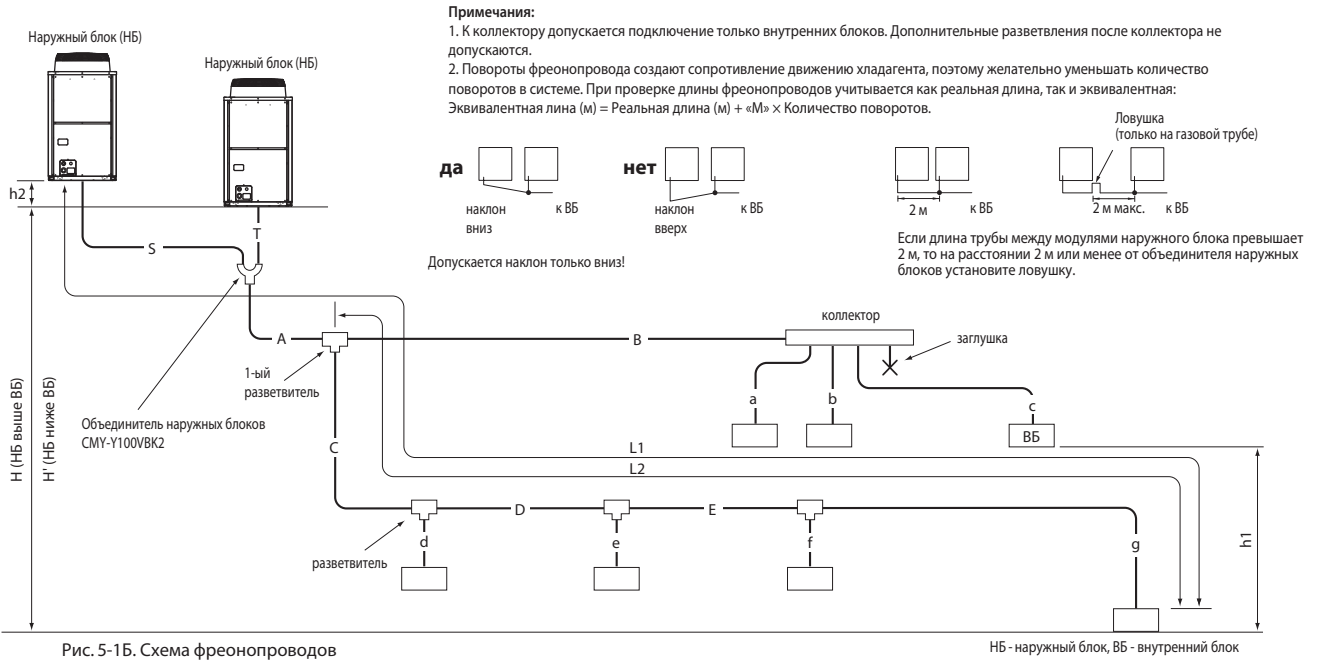 Примечания:
1. К коллектору допускается подключение только внутренних блоков. Дополнительные разветвления после коллектора не
допускаются.
2. Повороты фреонопровода создают сопротивление движению хладагента, поэтому желательно уменьшать количество
поворотов в системе. При проверке длины фреонопроводов учитывается как реальная длина, так и эквивалентная:
Эквивалентная лина (м) = Реальная длина (м) + «М» × Количество поворотов.
Наружный блок (НБ)
Наружный блок (НБ)
Ловушка
(только на газовой трубе)
да
нет
наклон
вниз
к ВБ
наклон
вверх
к ВБ
2 м
к ВБ
2 м макс.
к ВБ
Допускается наклон только вниз!
Если длина трубы между модулями наружного блока превышает
2 м, то на расстоянии 2 м или менее от объединителя наружных
блоков установите ловушку.
h2
S
T
A
B
коллектор
заглушка
1-ый
разветвитель
a
b
c
ВБ
Объединитель наружных блоков
CMY-Y100VBK2
H (НБ выше ВБ)
H' (НБ ниже ВБ)
C
L1
L2
D
E
d
e
f
g
h1
разветвитель
Рис. 5-1Б. Схема фреонопроводов
НБ - наружный блок, ВБ - внутренний блок